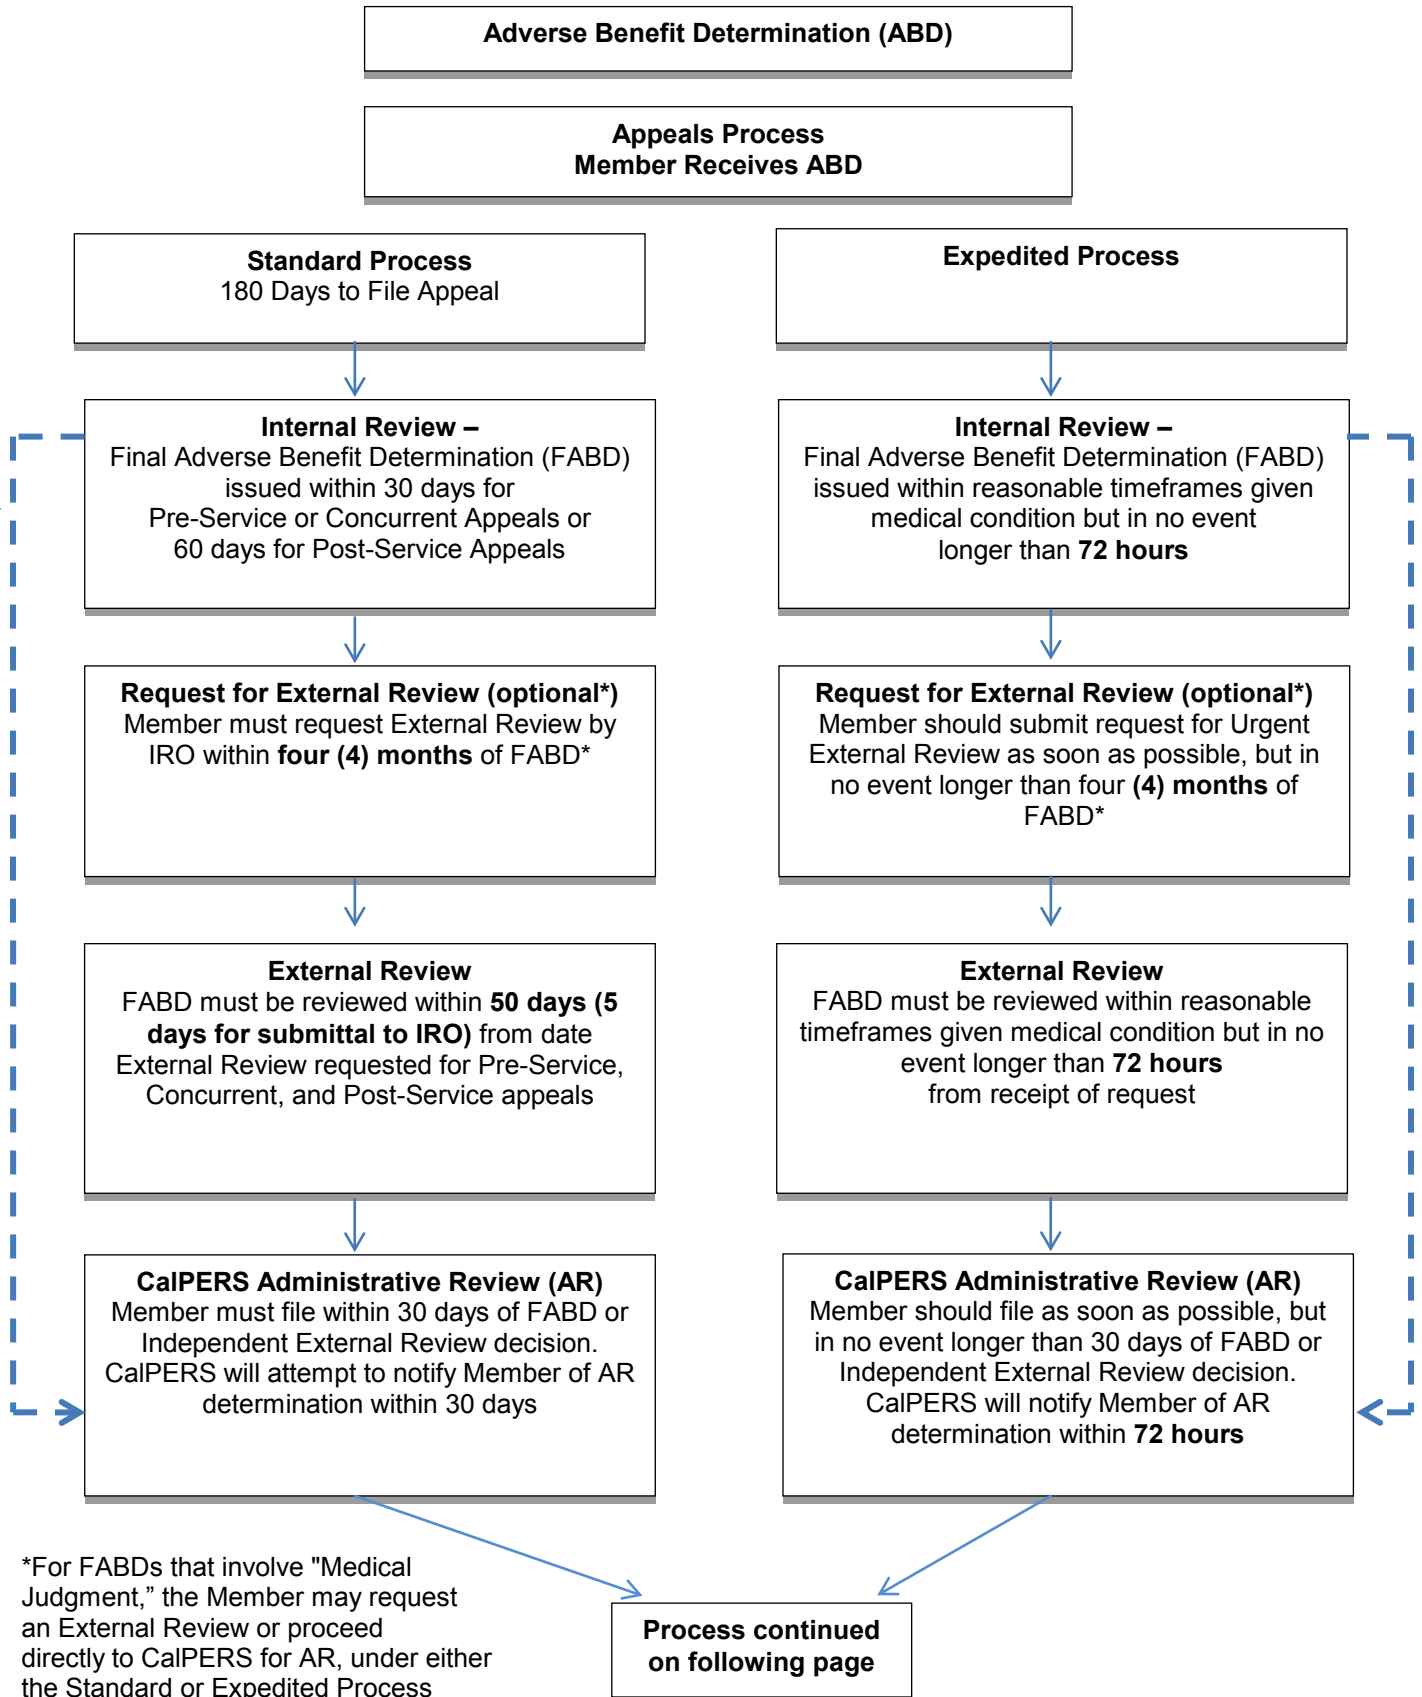 Adverse Benefit Determination (ABD)
Appeals Process
Member Receives ABD
Standard Process
180 Days to File Appeal
Expedited Process
Internal Review –
Final Adverse Benefit Determination (FABD)
issued within 30 days for
Pre-Service or Concurrent Appeals or
60 days for Post-Service Appeals
Internal Review –
Final Adverse Benefit Determination (FABD)
issued within reasonable timeframes given
medical condition but in no event
longer than 72 hours
Request for External Review (optional*)
Member must request External Review by
IRO within four (4) months of FABD*
Request for External Review (optional*)
Member should submit request for Urgent
External Review as soon as possible, but in
no event longer than four (4) months of
FABD*
External Review
FABD must be reviewed within 50 days (5
days for submittal to IRO) from date
External Review requested for Pre-Service,
Concurrent, and Post-Service appeals
External Review
FABD must be reviewed within reasonable
timeframes given medical condition but in no
event longer than 72 hours
from receipt of request
CalPERS Administrative Review (AR)
Member must file within 30 days of FABD or
Independent External Review decision.
CalPERS will attempt to notify Member of AR
determination within 30 days
CalPERS Administrative Review (AR)
Member should file as soon as possible, but
in no event longer than 30 days of FABD or
Independent External Review decision.
CalPERS will notify Member of AR
determination within 72 hours
*For FABDs that involve "Medical
Judgment,” the Member may request
an External Review or proceed
directly to CalPERS for AR, under either
the Standard or Expedited Process
Process continued
on following page